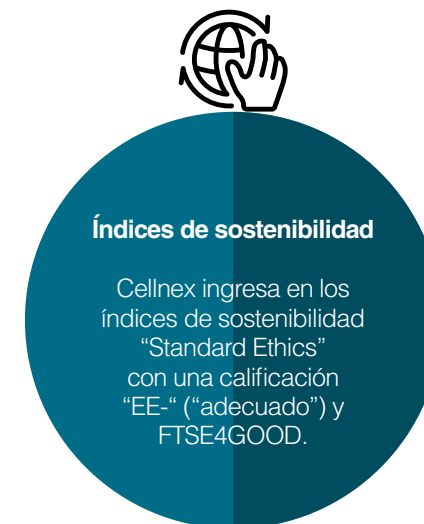 Índices de sostenibilidad
Cellnex ingresa en los
índices de sostenibilidad
“Standard Ethics”
con una calificación
“EE-“ (“adecuado”) y
FTSE4GOOD.